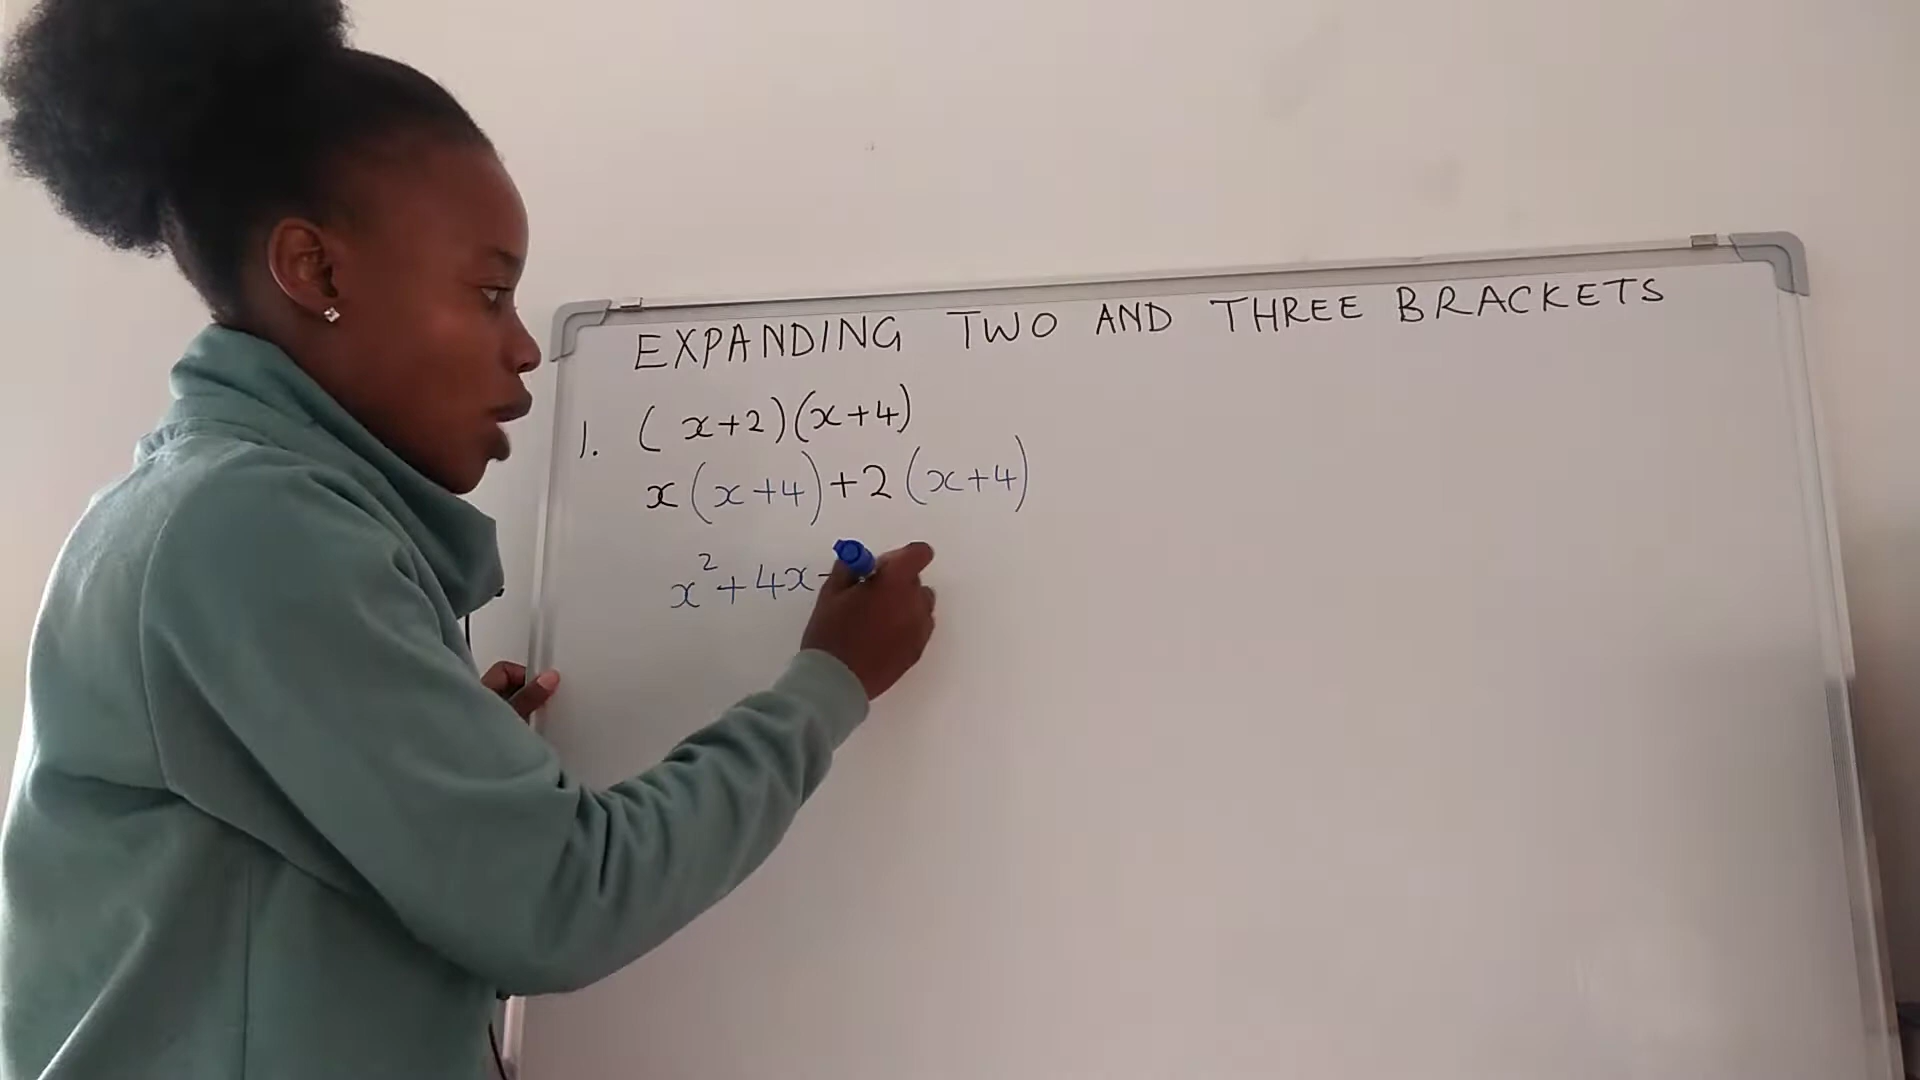 EXPANDING TWO AND THREE BRACKETS
1. (x+2)(x+4)
x(x+4)+2(x+4)
x²+4x